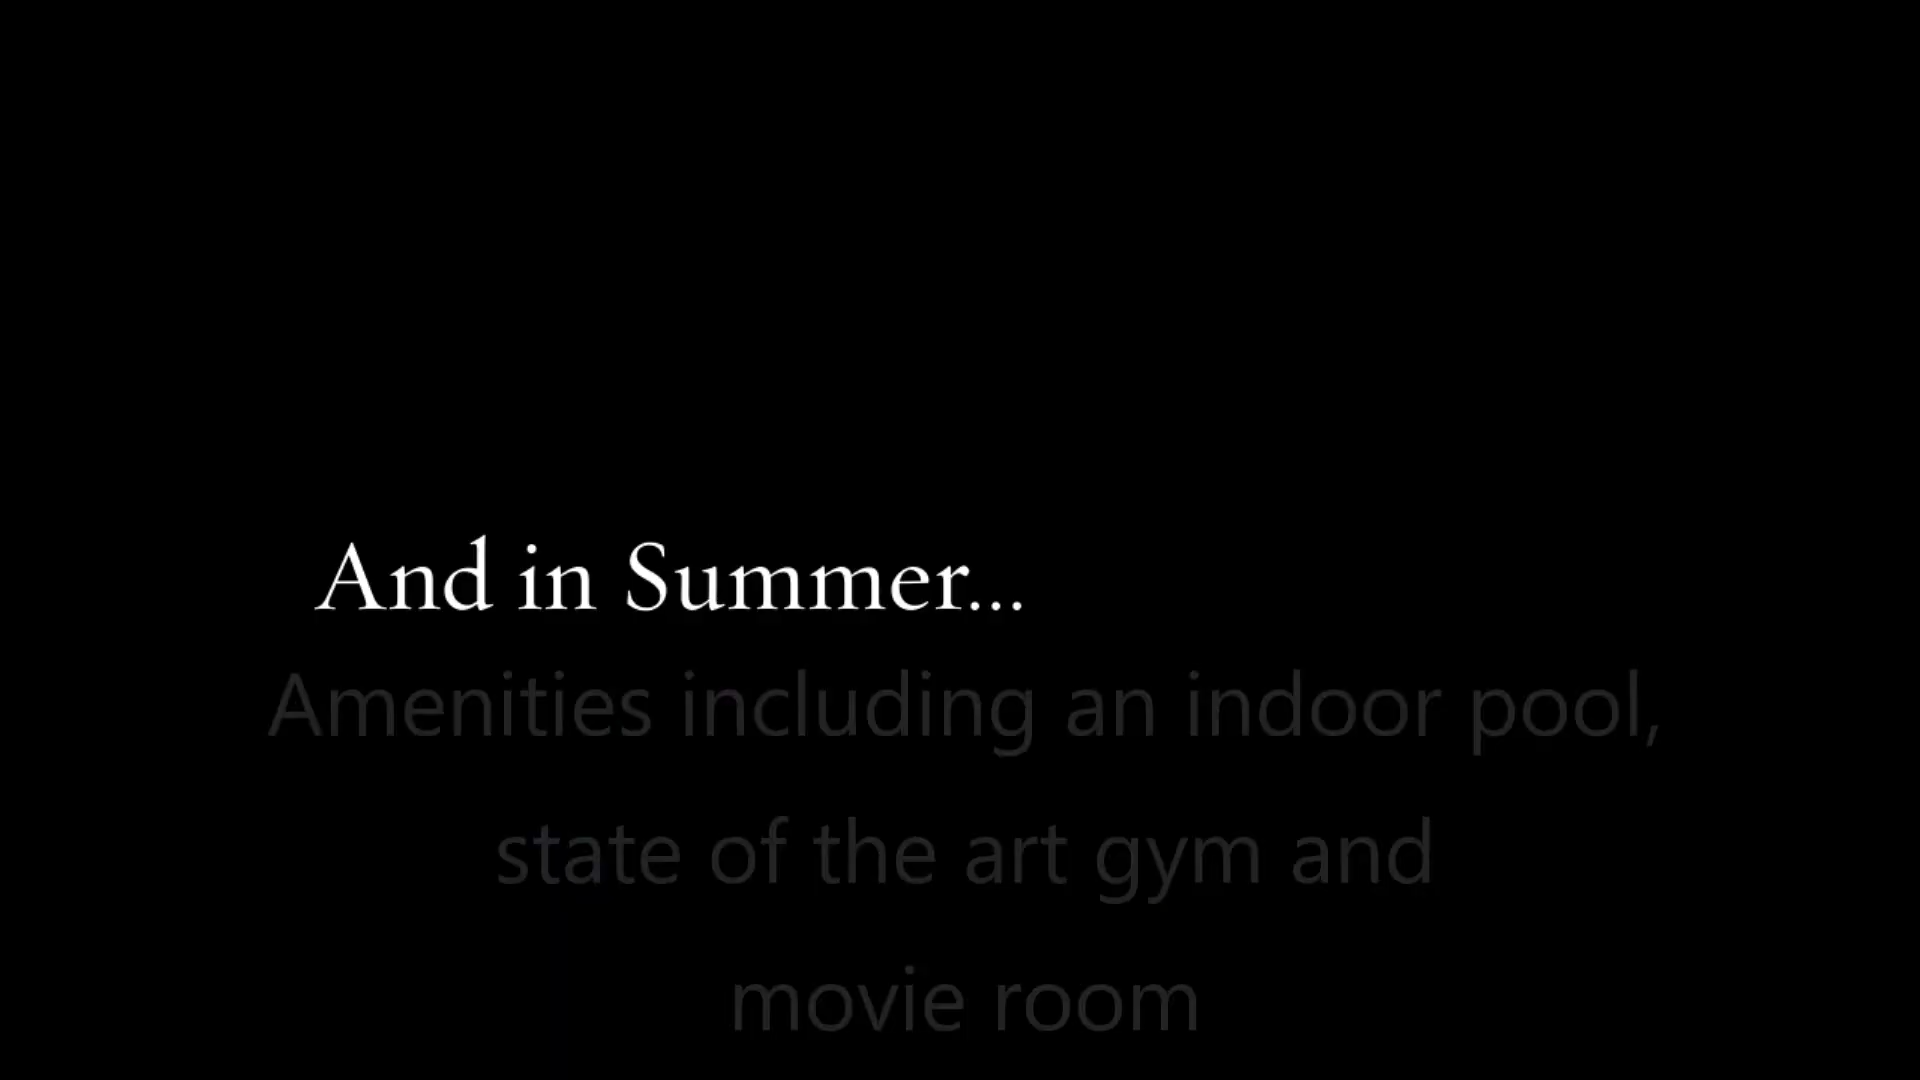 And in Summer...
Amenities including an indoor pool,
state of the art gym and
movie room